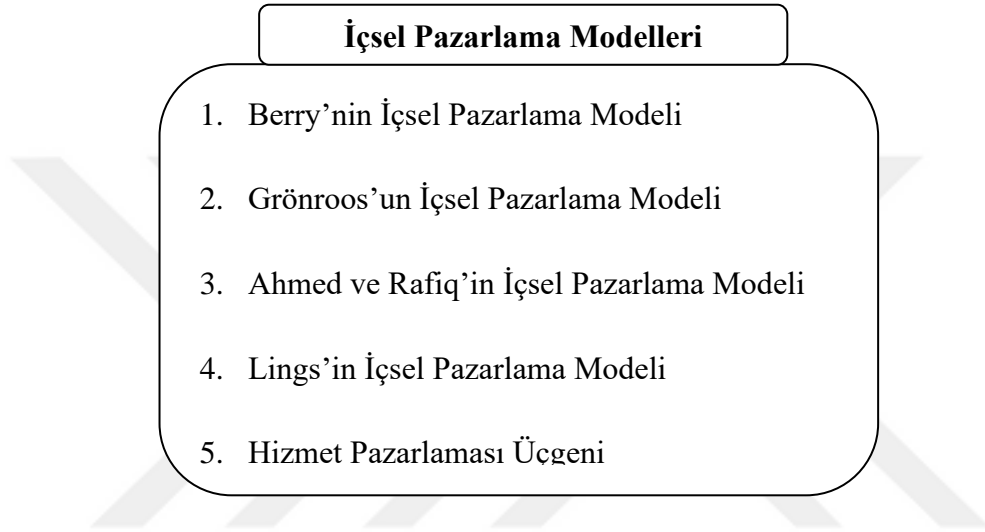 İçsel Pazarlama Modelleri
1. Berry’nin İçsel Pazarlama Modeli
2. Grönroos’un İçsel Pazarlama Modeli
3. Ahmed ve Rafiq’in İçsel Pazarlama Modeli
4. Lings’in İçsel Pazarlama Modeli
5. Hizmet Pazarlaması Üçgeni